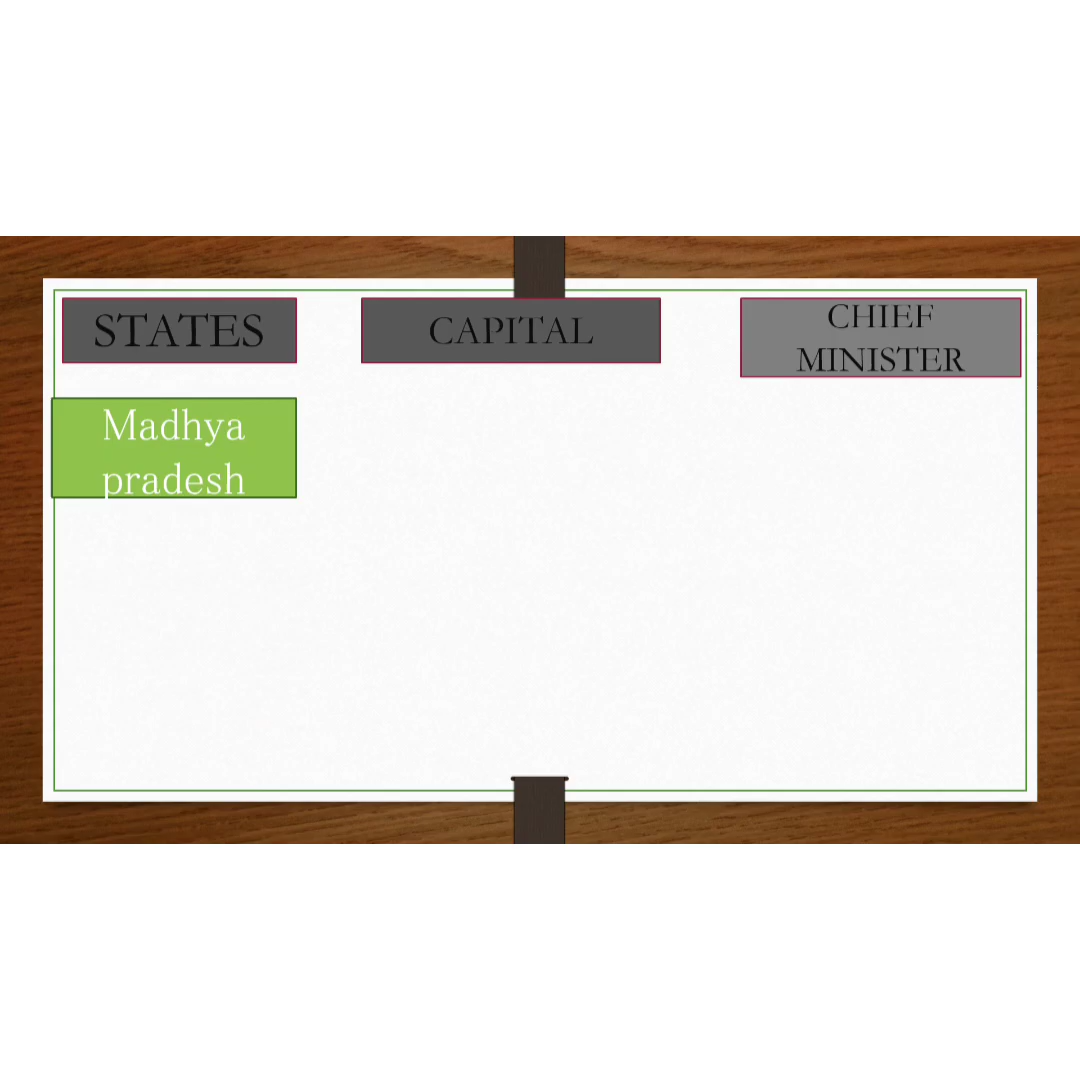 STATES
CAPITAL
CHIEF
MINISTER
Madhya
pradesh